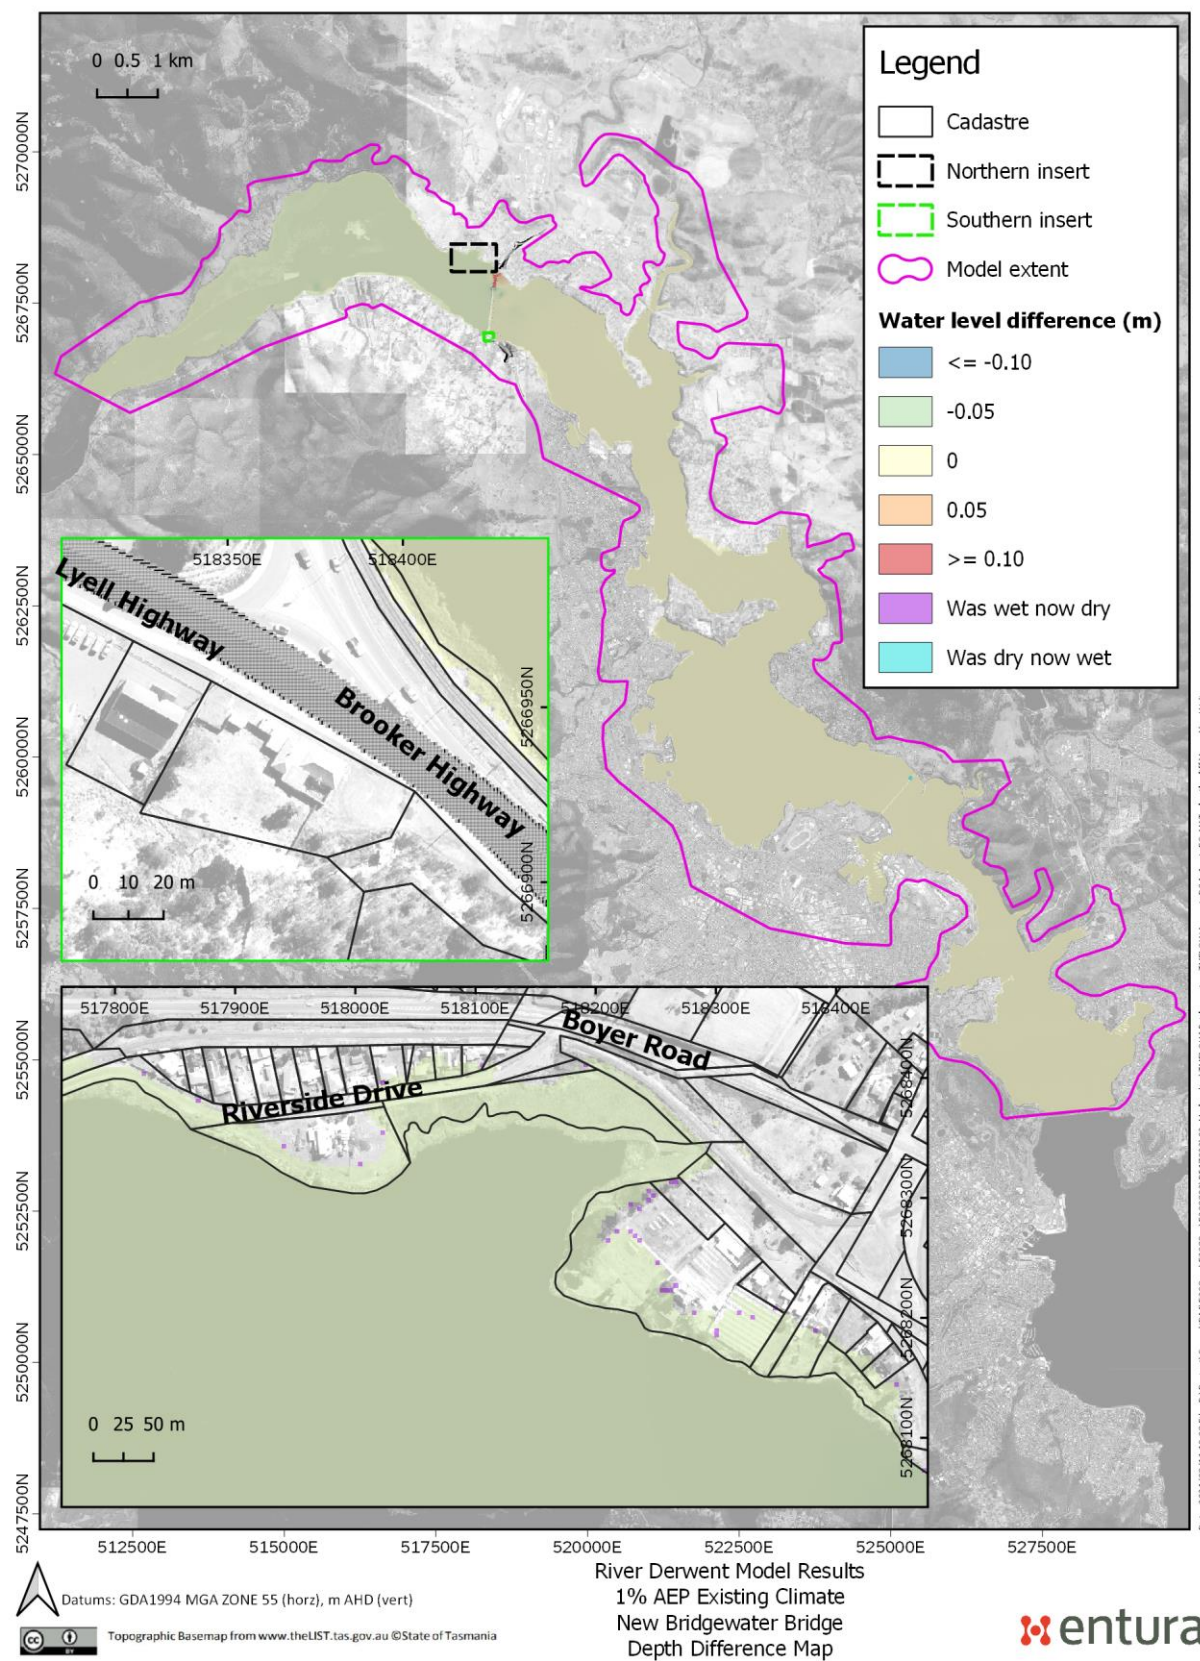 0 0.5 1 km
Legend
Cadastre
Northern insert
Southern insert
Model extent
Water level difference (m)
<= -0.10
-0.05
0
0.05
>= 0.10
Was wet now dry
Was dry now wet
5270000N
5267500N
5265000N
5262500N
5260000N
5257500N
5255000N
5252500N
5250000N
5247500N
518350E
518400E
Lyell Highway
Brooker Highway
5266950N
5266900N
0 10 20 m
517800E
517900E
518000E
518100E
518200E
518300E
518400E
Boyer Road
Riverside Drive
5268400N
5268300N
5268200N
5268100N
0 25 50 m
512500E
515000E
517500E
520000E
522500E
525000E
527500E
Datums: GDA1994 MGA ZONE 55 (horz), m AHD (vert)
Topographic Basemap from www.theLIST.tas.gov.au ©State of Tasmania
cc
BY
River Derwent Model Results
1% AEP Existing Climate
New Bridgewater Bridge
Depth Difference Map
entura